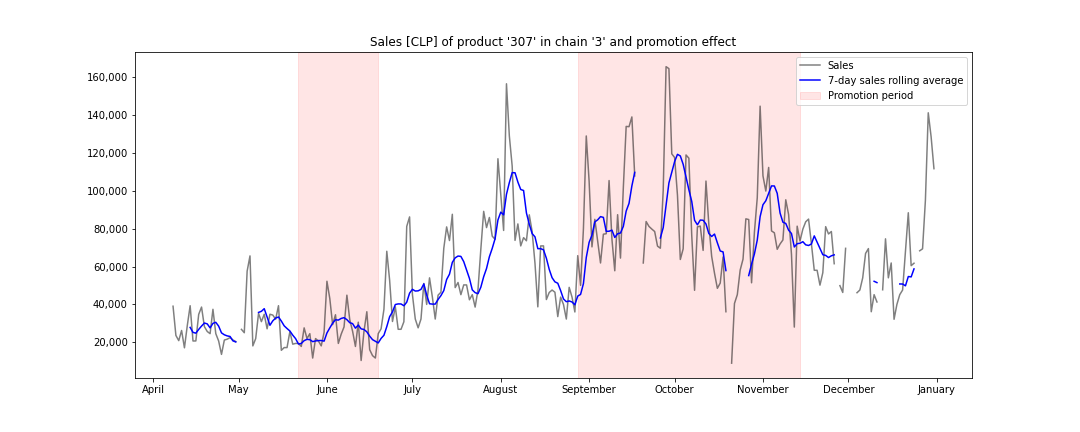 Sales [CLP] of product '307' in chain '3' and promotion effect
Sales
7-day sales rolling average
Promotion period
160,000
140,000
120,000
100,000
80,000
60,000
40,000
20,000
April May June July August September October November December January